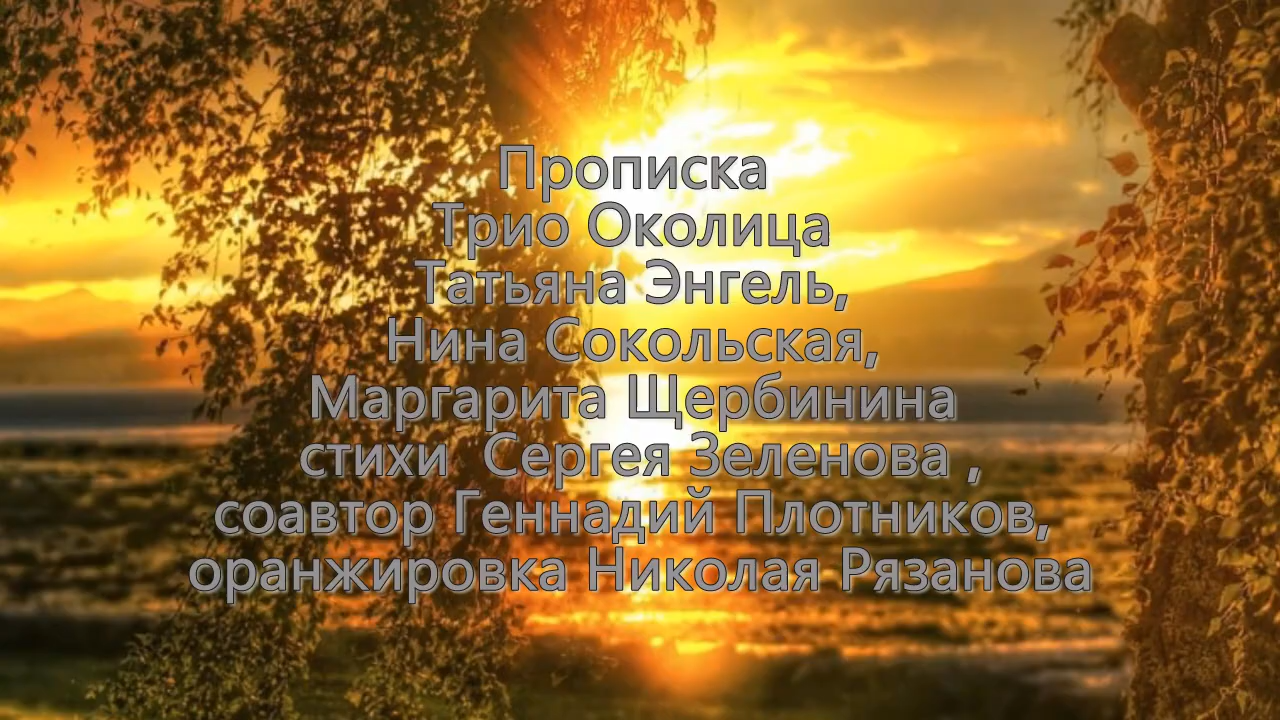 Прописка
Трио Околица
Татьяна Энгель,
Нина Сокольская,
Маргарита Щербинина
стихи  Сергея Зеленова ,
соавтор Геннадий Плотников,
оранжировка Николая Рязанова